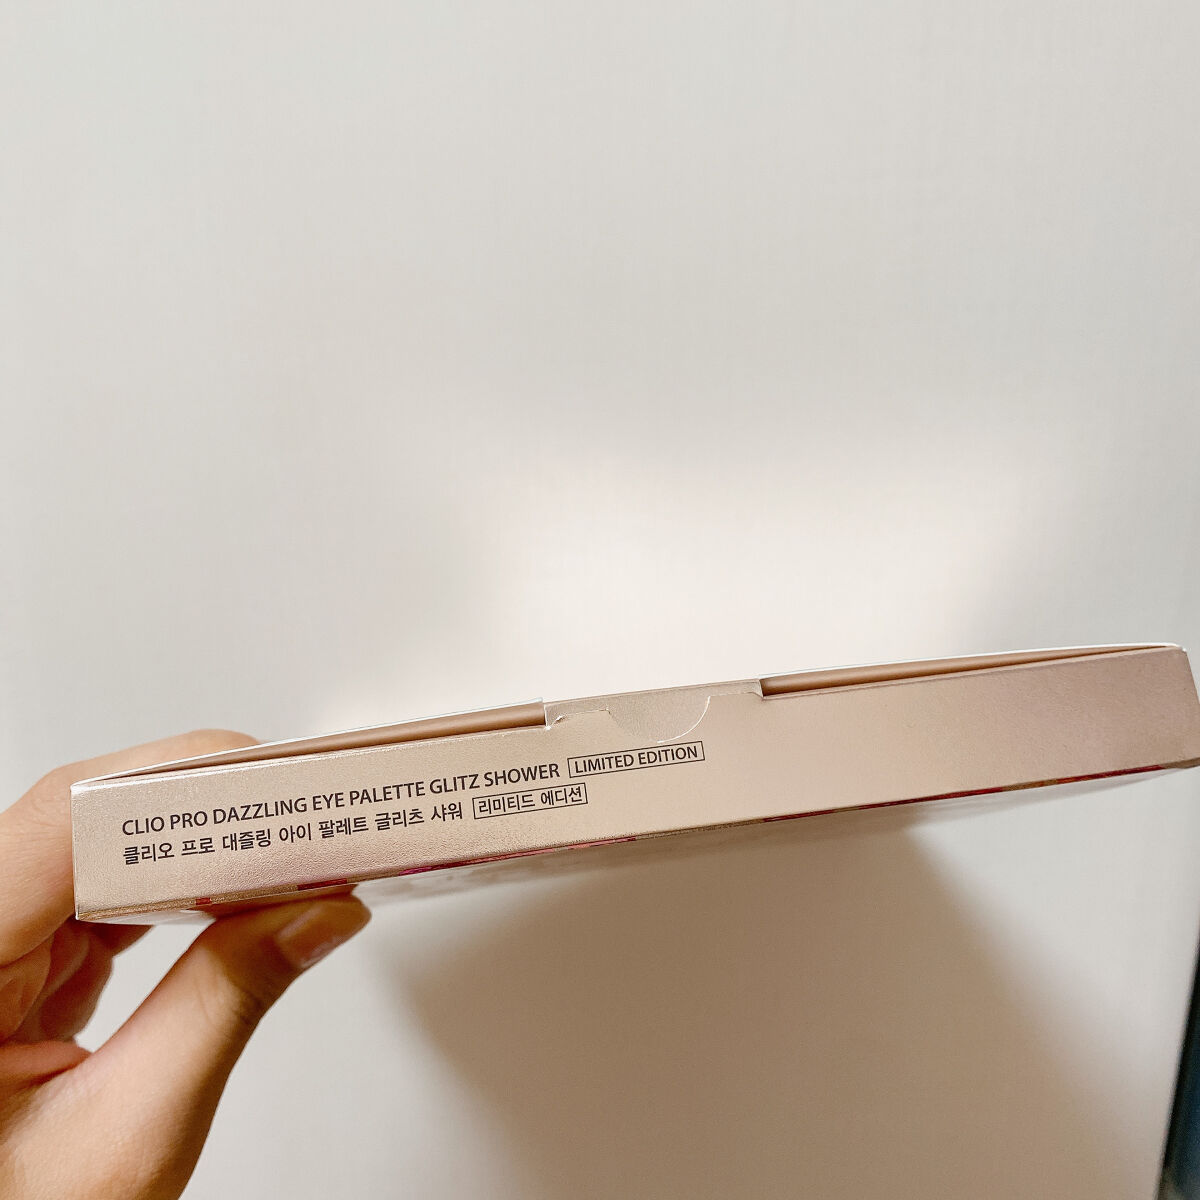 CLIO PRO DAZZLING EYE PALETTE GLITZ SHOWER LIMITED EDITION
클리오 프로 대즐링 아이 팔레트 글리츠 샤워 리미티드 에디션